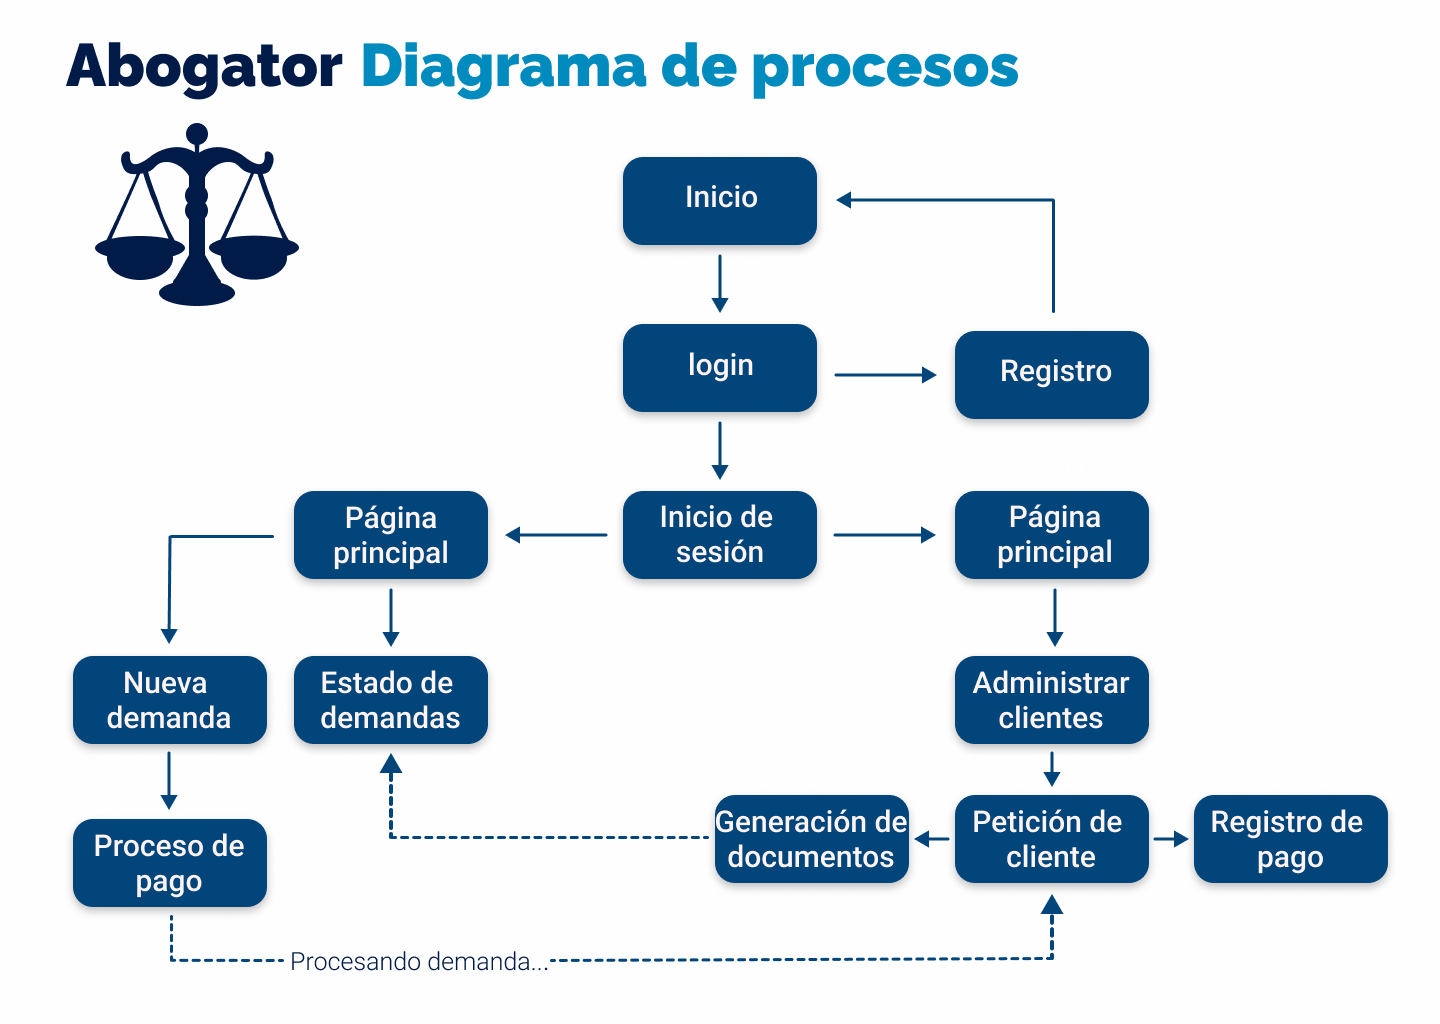 Abogator Diagrama de procesos
Inicio
login
Registro
Página
principal
Inicio de
sesión
Página
principal
Nueva
demanda
Estado de
demandas
Administrar
clientes
Proceso de
pago
Generación de
documentos
Petición de
cliente
Registro de
pago
Procesando demanda...